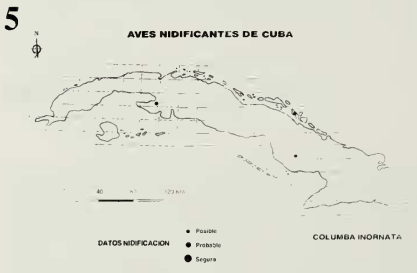 5
N
AVES NIDIFICANTES DE CUBA
40
120 KM
Posible
DATOS NIDIFICACION
Probable
COLUMBA INORNATA
Segura